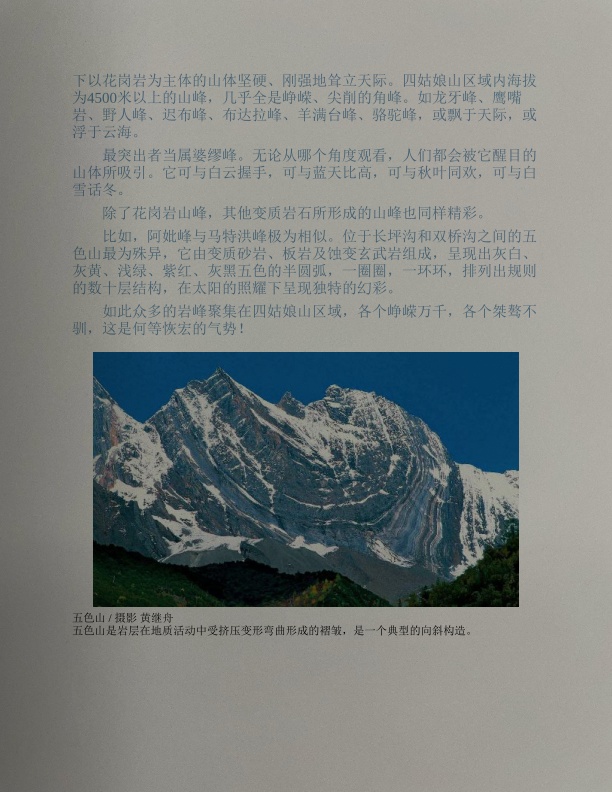 下以花岗岩为主体的山体坚硬、刚强地耸立天际。四姑娘山区域内海拔
为4500米以上的山峰，几乎全是峥嵘、尖削的角峰。如龙牙峰、鹰嘴
岩、野人峰、迟布峰、布达拉峰、羊满台峰、骆驼峰，或飘于天际，或
浮于云海。
最突出者当属婆缪峰。无论从哪个角度观看，人们都会被它醒目的
山体所吸引。它可与白云握手，可与蓝天比高，可与秋叶同欢，可与白
雪话冬。
除了花岗岩山峰，其他变质岩石所形成的山峰也同样精彩。
比如，阿妣峰与马特洪峰极为相似。位于长坪沟和双桥沟之间的五
色山最为殊异，它由变质砂岩、板岩及蚀变玄武岩组成，呈现出灰白、
灰黄、浅绿、紫红、灰黑五色的半圆弧，一圈圈，一环环，排列出规则
的数十层结构，在太阳的照耀下呈现独特的幻彩。
如此众多的岩峰聚集在四姑娘山区域，各个峥嵘万千，各个桀骜不
驯，这是何等恢宏的气势！
五色山 / 摄影 黄继舟
五色山是岩层在地质活动中受挤压变形弯曲形成的褶皱，是一个典型的向斜构造。